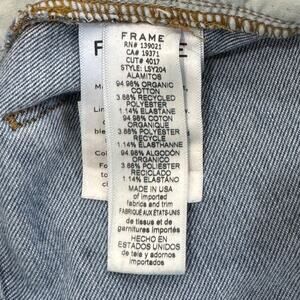 FRAME
RN# 139021
CA# 19371
CUT# 4017
STYLE: LSY204
ALAMITOS
94.98% ORGANIC
COTTON
3.88% RECYCLED
POLYESTER
1.14% ELASTANE
94.98% COTON
ORGANIQUE
3.88% POLYESTER
RECYCLE
1.14% ELASTHANNE
94.98% ALGODÓN
ORGANICO
3.88% POLIESTER
RECICLADO
1.14% ELASTANO
MADE IN USA
of imported
fabrics and trim
FABRIQUÉ AUX ÉTATS-UNIS
de tissus et de
garnitures importés
HECHO EN
ESTADOS UNIDOS
de tela y adornos
importados